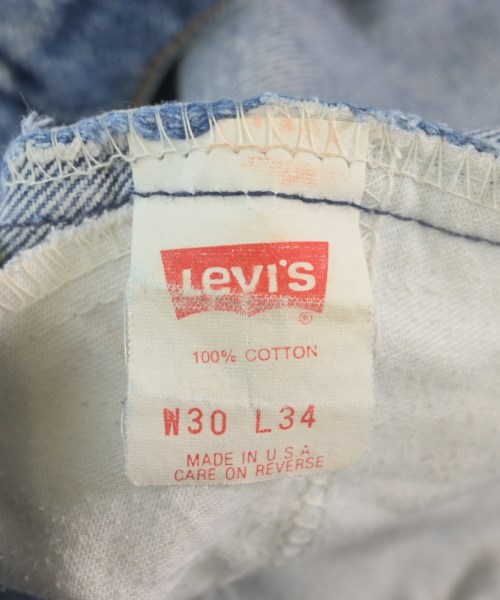 Levi's
®
100% COTTON
W30 L34
MADE IN U.S.A
CARE ON REVERSE